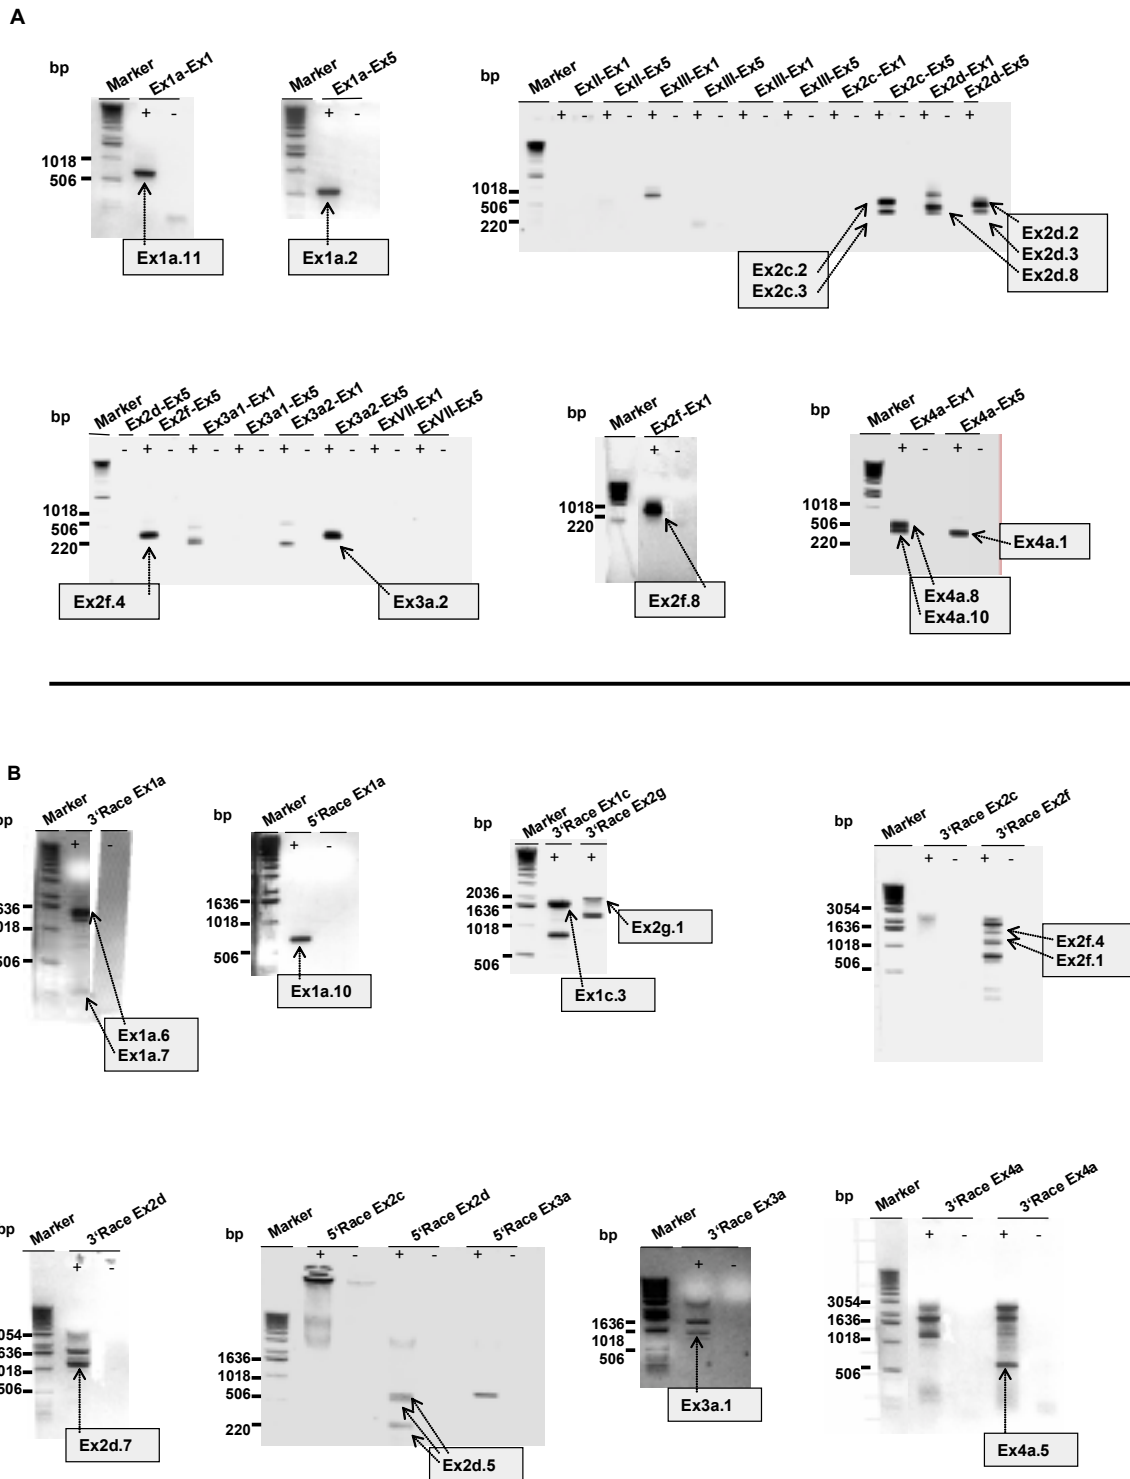 A
bp
Marker
Ex1a-Ex1
+ -
1018
506
Ex1a.11
Marker
Ex1a-Ex5
+ -
Ex1a.2
bp
Marker
ExII-Ex1
ExII-Ex5
ExIII-Ex1
ExIII-Ex5
ExIII-Ex1
ExIII-Ex5
Ex2c-Ex1
Ex2c-Ex5
Ex2d-Ex1
Ex2d-Ex5
+ - + - + - + - + - + - + - + - + - +
1018
506
220
Ex2c.2
Ex2c.3
Ex2d.2
Ex2d.3
Ex2d.8
bp
Marker
Ex2d-Ex5
Ex2f-Ex5
Ex3a1-Ex1
Ex3a1-Ex5
Ex3a2-Ex1
Ex3a2-Ex5
ExVII-Ex1
ExVII-Ex5
- + - + - + - + - + - + - + -
1018
506
220
Ex2f.4
Ex3a.2
bp
Marker
Ex2f-Ex1
+ -
1018
220
Ex2f.8
bp
Marker
Ex4a-Ex1
Ex4a-Ex5
+ - + -
1018
506
220
Ex4a.1
Ex4a.8
Ex4a.10
B
bp
Marker
3'Race Ex1a
+ -
636
018
506
Ex1a.6
Ex1a.7
bp
Marker
5'Race Ex1a
+ -
1636
1018
506
Ex1a.10
bp
Marker
3'Race Ex1c
3'Race Ex2g
+ +
2036
1636
1018
506
Ex2g.1
Ex1c.3
bp
Marker
3'Race Ex2c
3'Race Ex2f
+ - + -
3054
1636
1018
506
Ex2f.4
Ex2f.1
bp
Marker
3'Race Ex2d
+ -
054
636
018
506
Ex2d.7
bp
Marker
5'Race Ex2c
5'Race Ex2d
5'Race Ex3a
+ - + - + -
1636
1018
506
220
Ex2d.5
bp
Marker
3'Race Ex3a
+ -
1636
1018
506
Ex3a.1
bp
Marker
3'Race Ex4a
3'Race Ex4a
+ - + -
3054
1636
1018
506
Ex4a.5